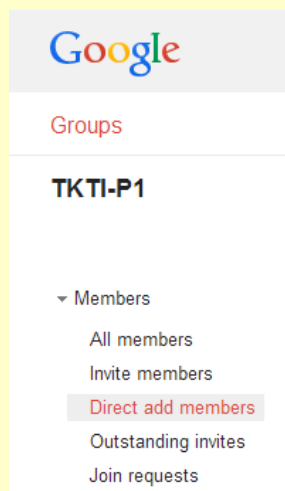 Google
Groups
TKTI-P1
Members
All members
Invite members
Direct add members
Outstanding invites
Join requests